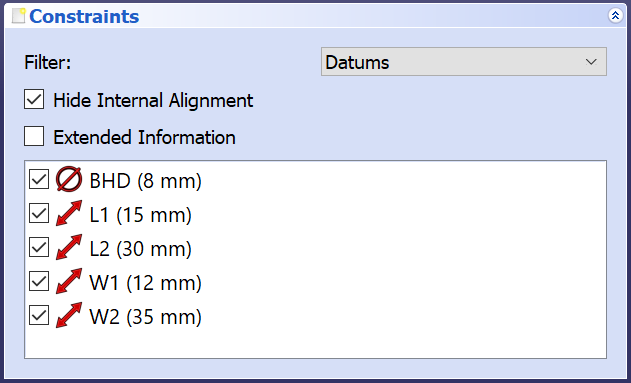 Constraints
Filter: Datums
Hide Internal Alignment
Extended Information
BHD (8 mm)
L1 (15 mm)
L2 (30 mm)
W1 (12 mm)
W2 (35 mm)